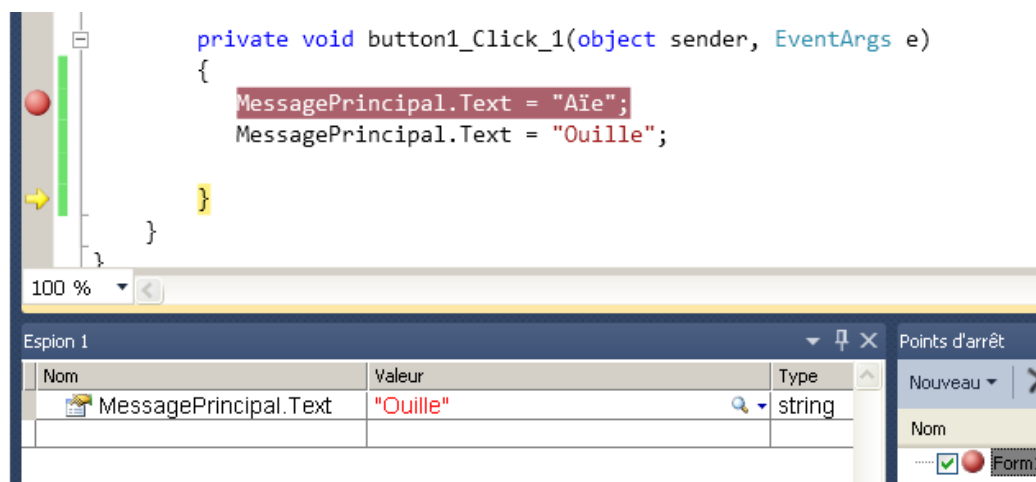 private void button1_Click_1(object sender, EventArgs e)
{
MessagePrincipal.Text = "Aïe";
MessagePrincipal.Text = "Ouille";
}
}
}
100 %
Espion 1
Nom Valeur Type
MessagePrincipal.Text "Ouille" string
Points d'arrêt
Nouveau
Nom
Form